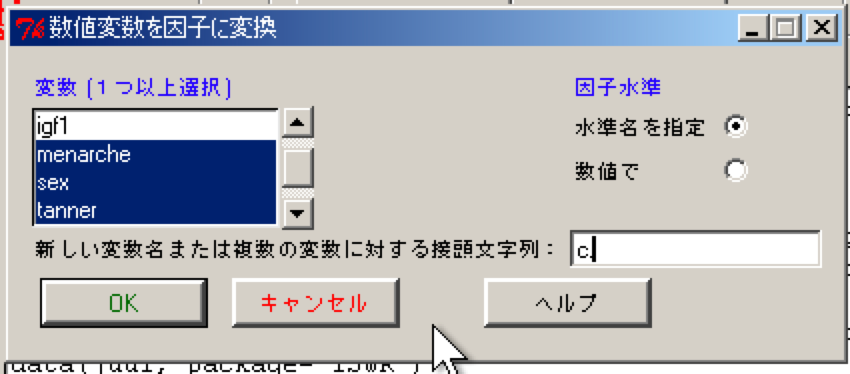 数値変数を因子に変換
変数 (1 つ以上選択)
因子水準
igf1
menarche
sex
tanner
水準名を指定
数値で
新しい変数名または複数の変数に対する接頭文字列:
c.
OK
キャンセル
ヘルプ